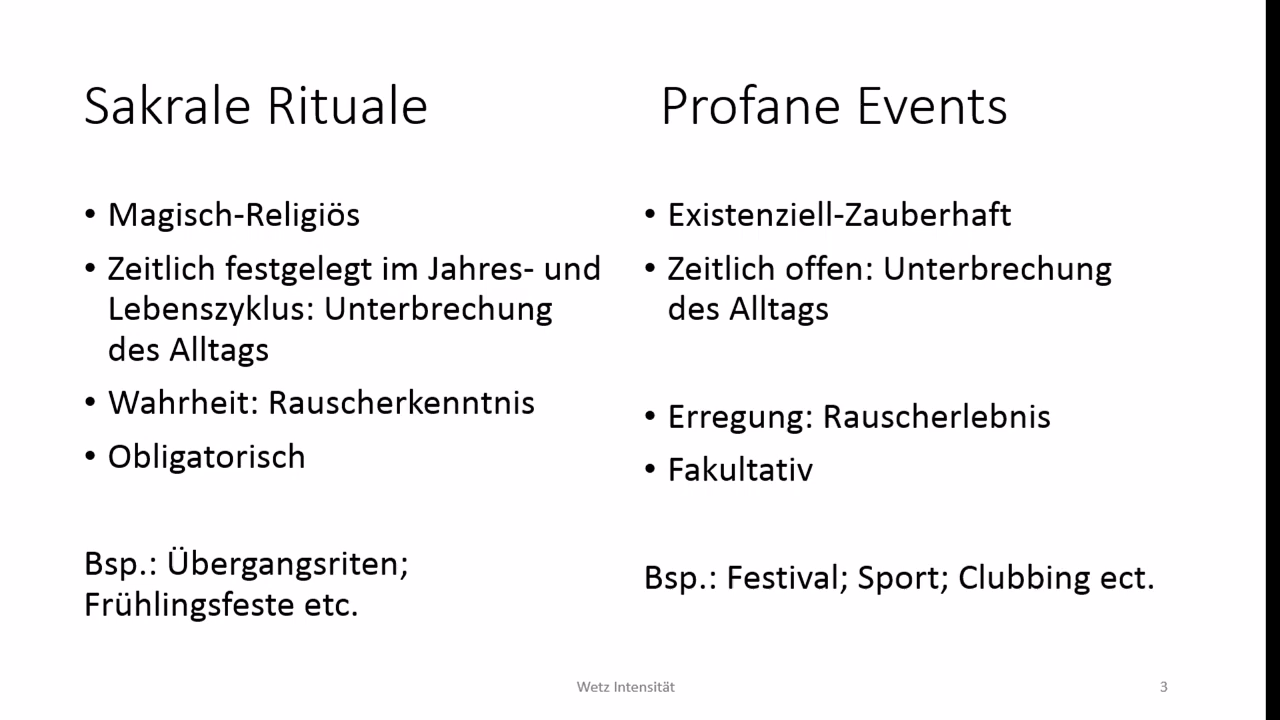 Sakrale Rituale
• Magisch-Religiös
• Zeitlich festgelegt im Jahres- und
Lebenszyklus: Unterbrechung
des Alltags
• Wahrheit: Rauscherkenntnis
• Obligatorisch
Bsp.: Übergangsriten;
Frühlingsfeste etc.
Profane Events
• Existenziell-Zauberhaft
• Zeitlich offen: Unterbrechung
des Alltags
• Erregung: Rauscherlebnis
• Fakultativ
Bsp.: Festival; Sport; Clubbing ect.
Wetz Intensität
3